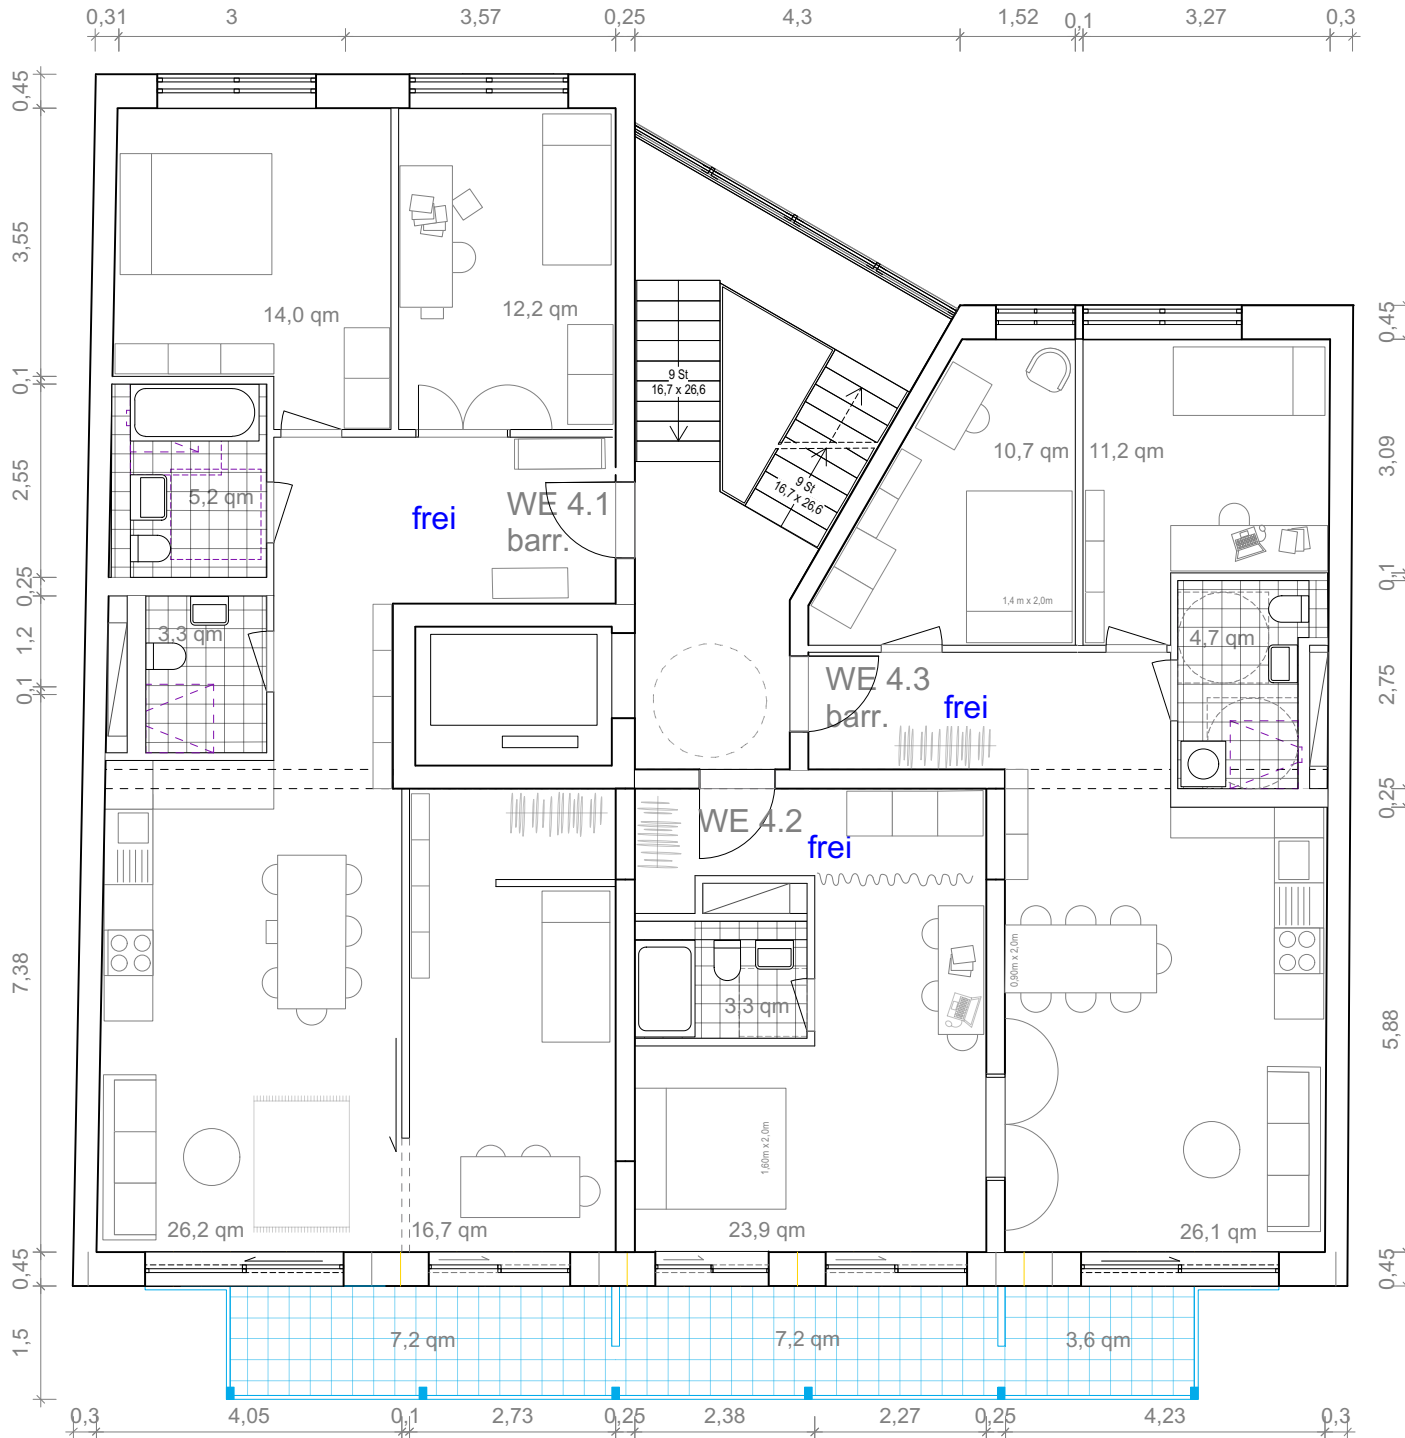 0,31 3 3,57 0,25 4,3 1,52 0,1 3,27 0,3
0,45
3,55
0,1
2,55
0,25
1,2
0,1
7,38
0,45
1,5
14,0 qm
12,2 qm
9 St
16,7 x 26,6
9 St
16,7 x 26,6
10,7 qm
11,2 qm
5,2 qm
WE 4.1
barr.
frei
1,4 m x 2,0m
3,3 qm
4,7 qm
WE 4.3
barr.
frei
WE 4.2
frei
0,90m x 2,0m
3,3 qm
1,60m x 2,0m
26,2 qm
16,7 qm
23,9 qm
26,1 qm
7,2 qm
7,2 qm
3,6 qm
0,45
3,09
0,1
2,75
0,25
5,88
0,45
0,3 4,05 0,1 2,73 0,25 2,38 2,27 0,25 4,23 0,3